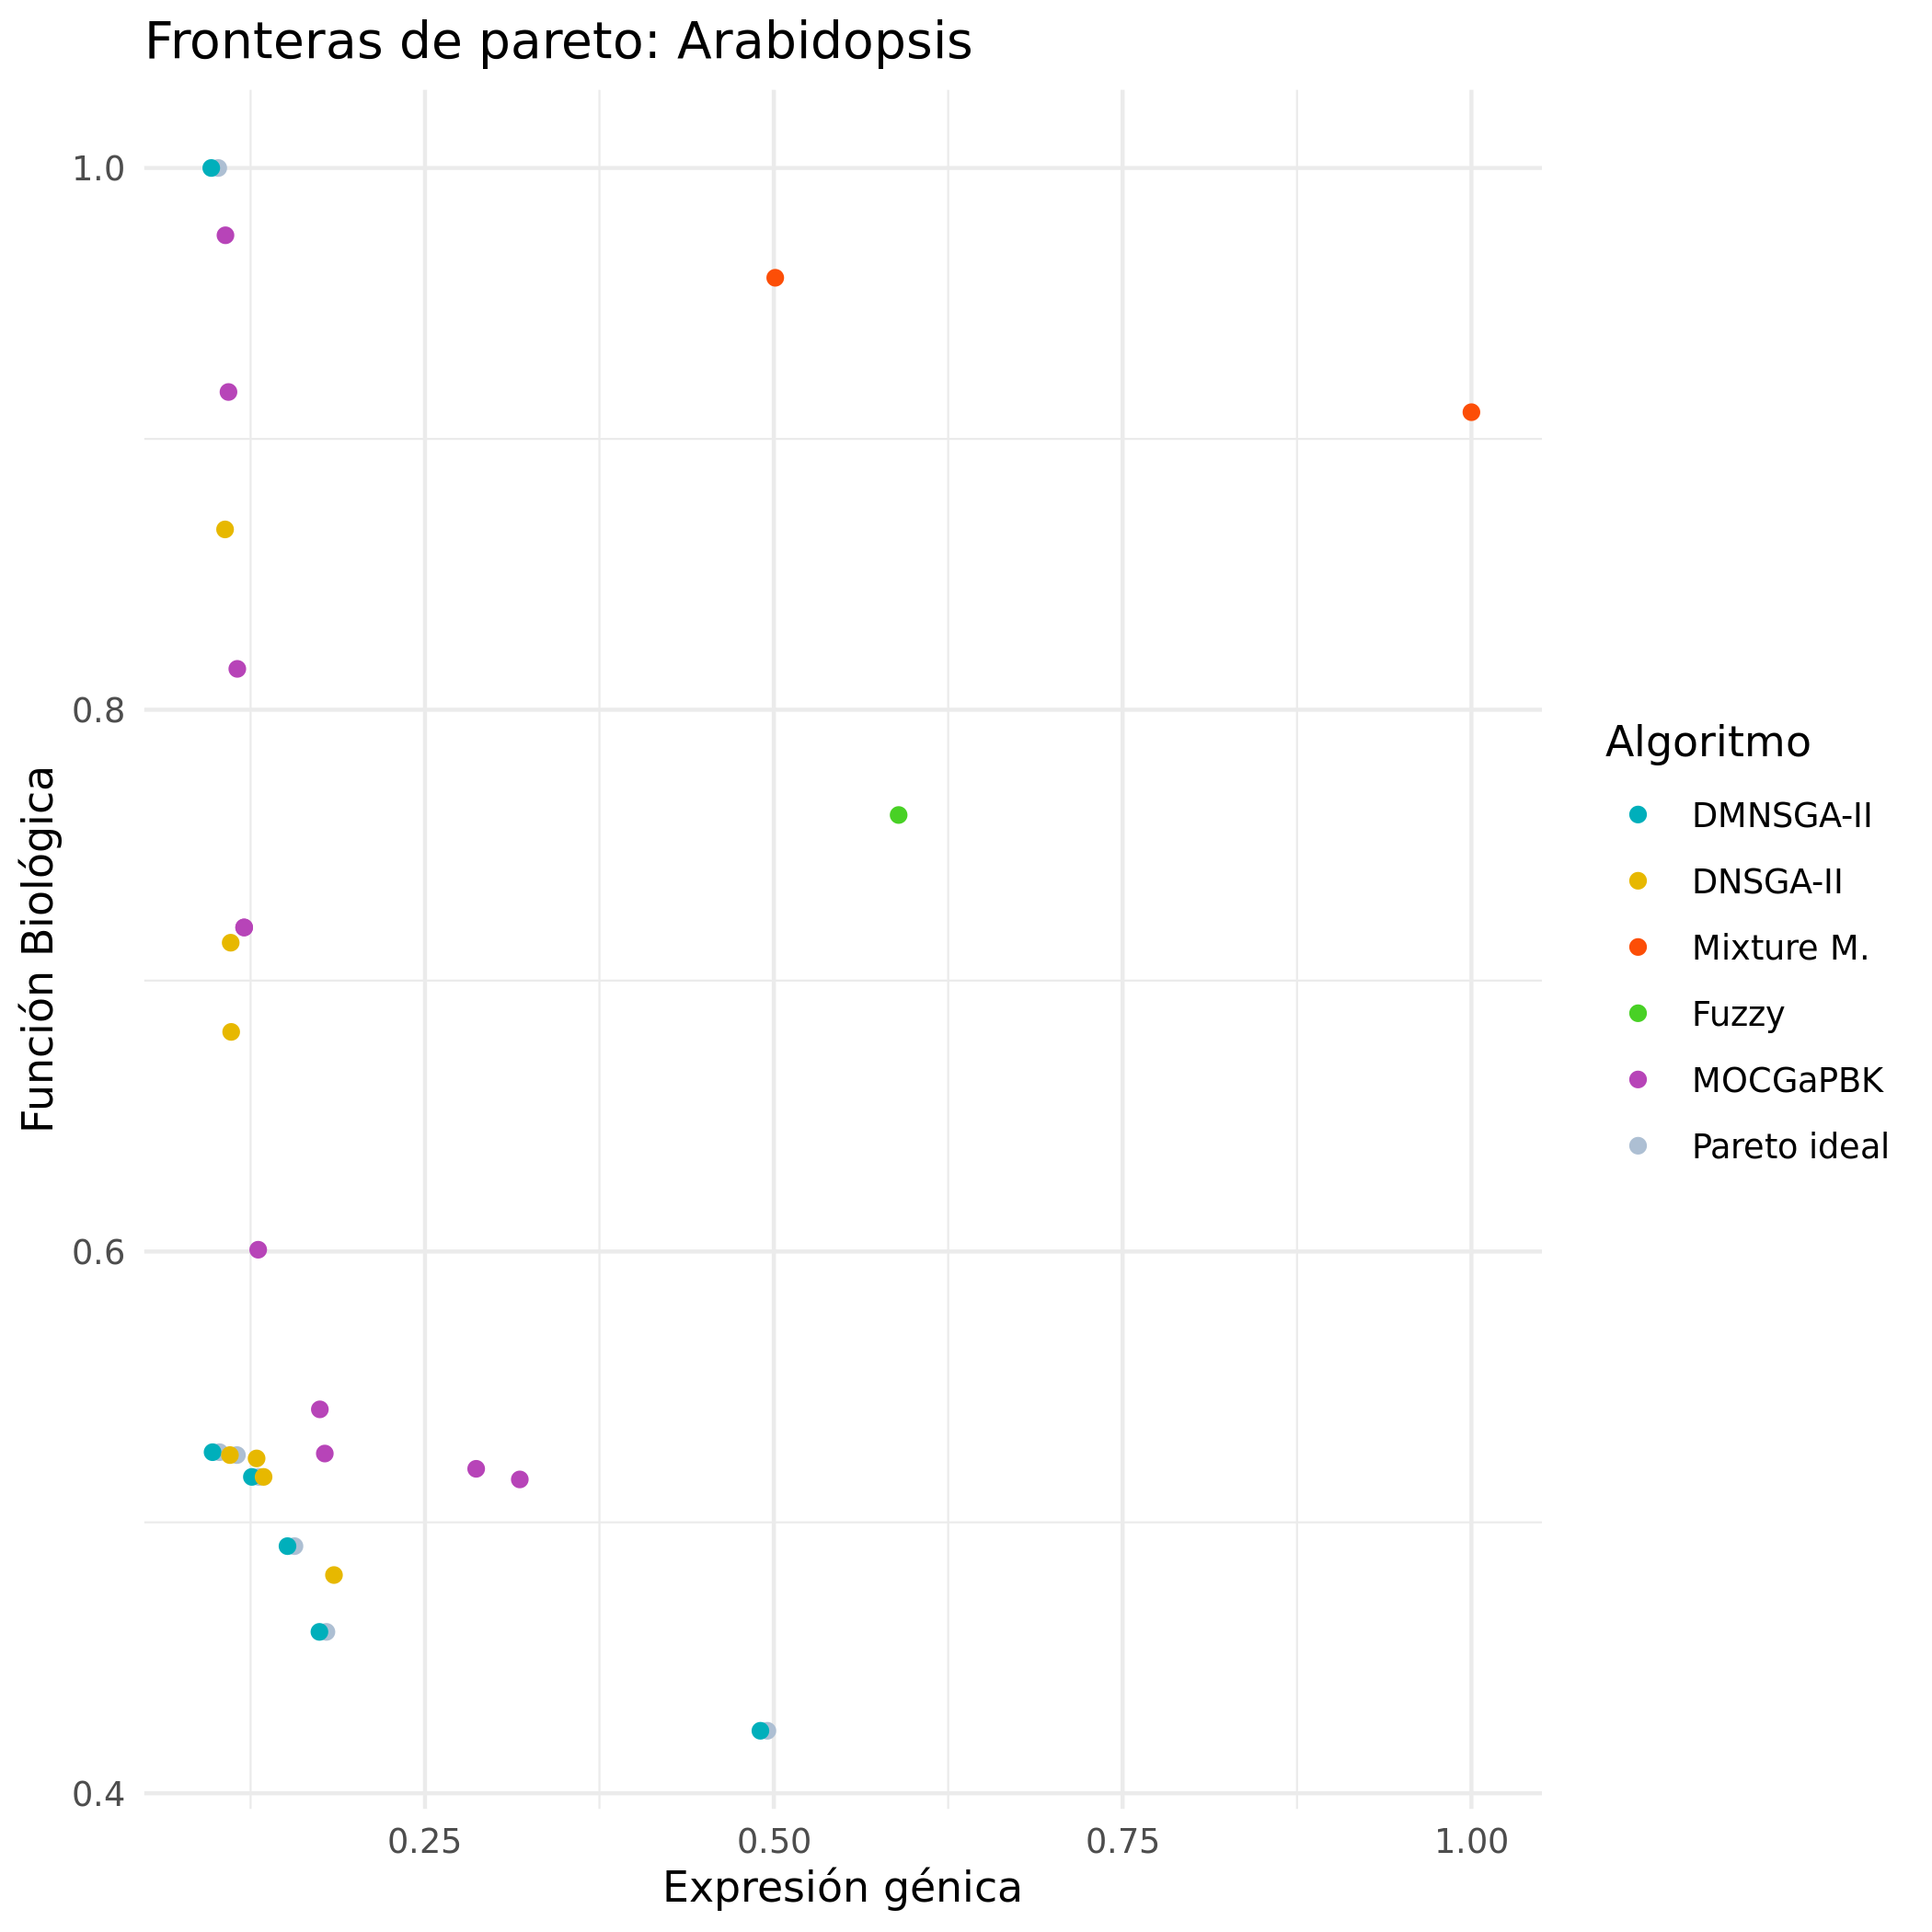 Fronteras de pareto: Arabidopsis
1.0
0.8
0.6
0.4
Función Biológica
0.25
0.50
0.75
1.00
Expresión génica
Algoritmo
DMNSGA-II
DNSGA-II
Mixture M.
Fuzzy
MOCGaPBK
Pareto ideal